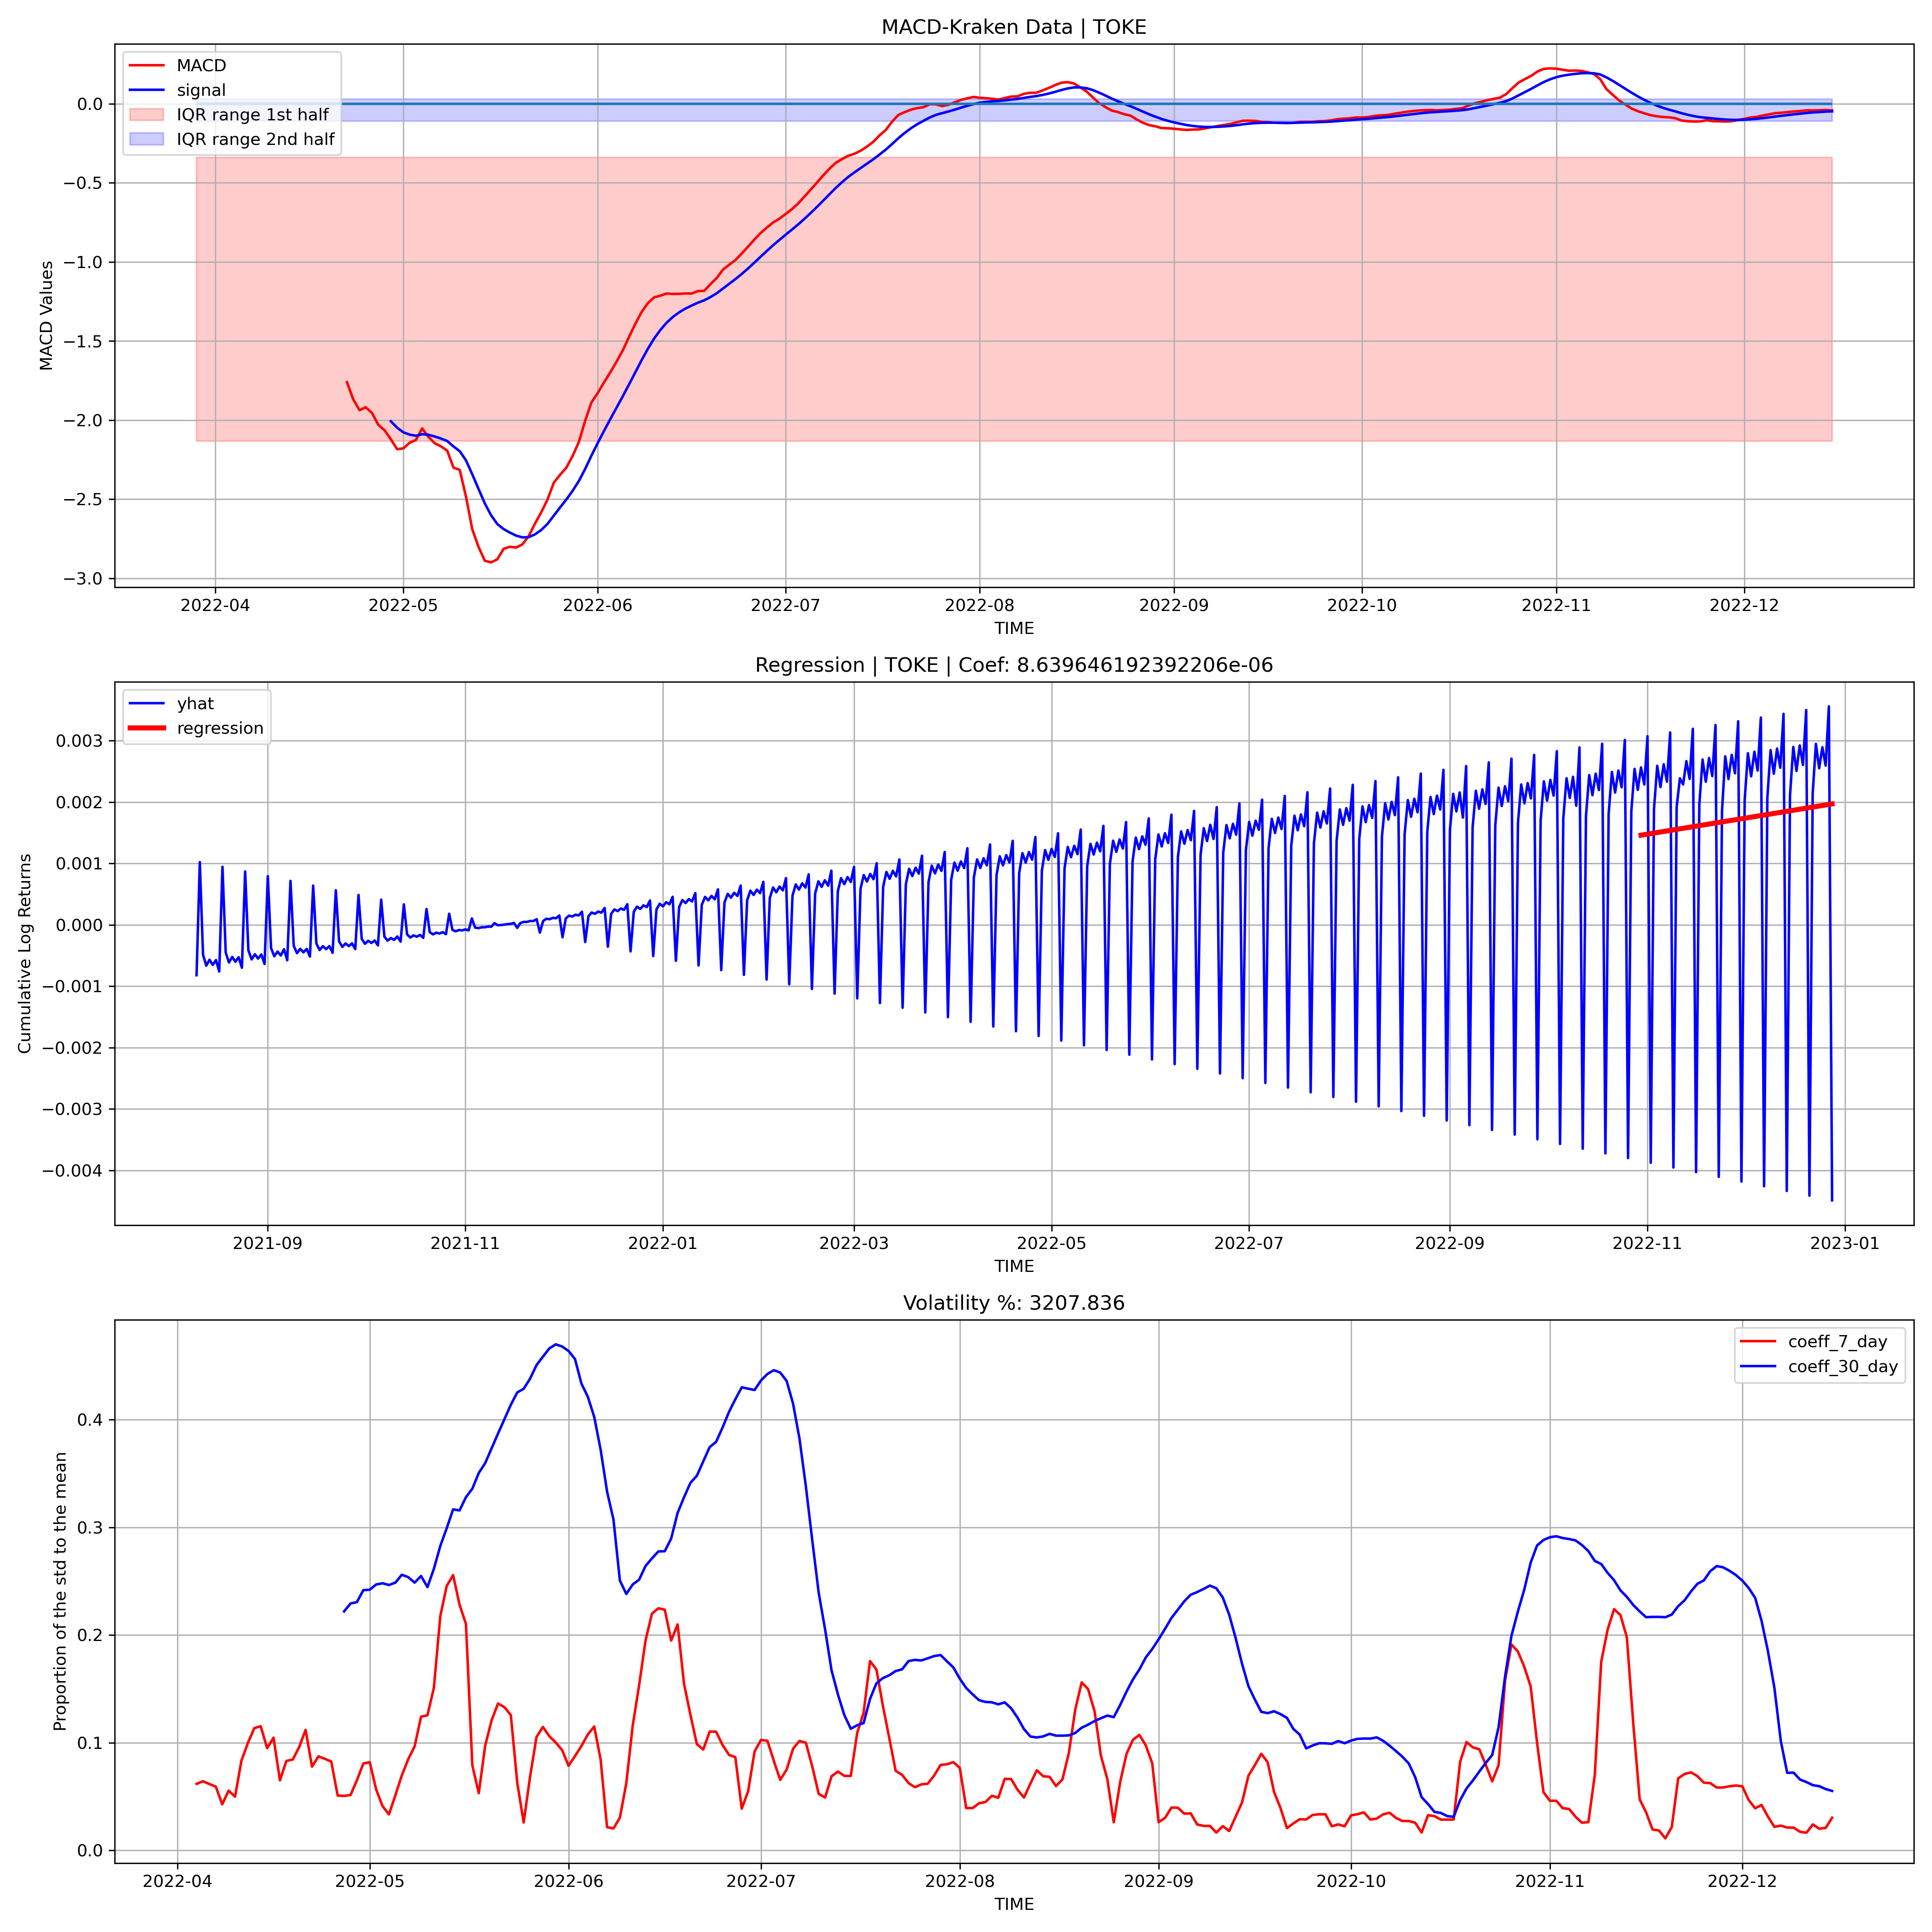 MACD-Kraken Data | TOKE
MACD
signal
IQR range 1st half
IQR range 2nd half
MACD Values
0.0
−0.5
−1.0
−1.5
−2.0
−2.5
−3.0
2022-04 2022-05 2022-06 2022-07 2022-08 2022-09 2022-10 2022-11 2022-12
TIME
Regression | TOKE | Coef: 8.639646192392206e-06
yhat
regression
Cumulative Log Returns
0.003
0.002
0.001
0.000
−0.001
−0.002
−0.003
−0.004
2021-09 2021-11 2022-01 2022-03 2022-05 2022-07 2022-09 2022-11 2023-01
TIME
Volatility %: 3207.836
coeff_7_day
coeff_30_day
Proportion of the std to the mean
0.4
0.3
0.2
0.1
0.0
2022-04 2022-05 2022-06 2022-07 2022-08 2022-09 2022-10 2022-11 2022-12
TIME